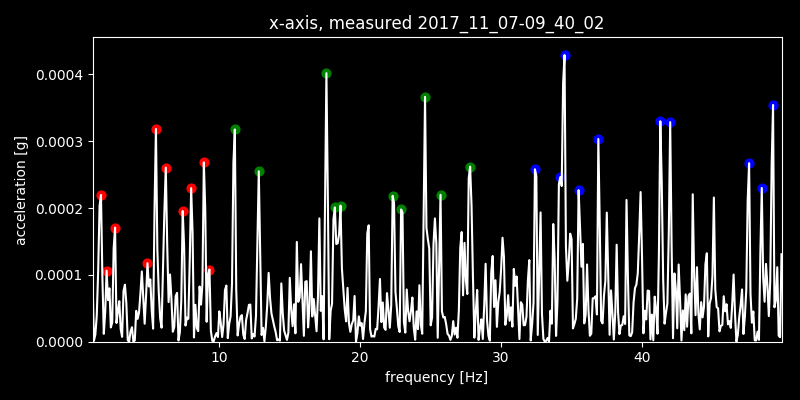 x-axis, measured 2017_11_07-09_40_02
acceleration [g]
0.0004
0.0003
0.0002
0.0001
0.0000
10 20 30 40
frequency [Hz]